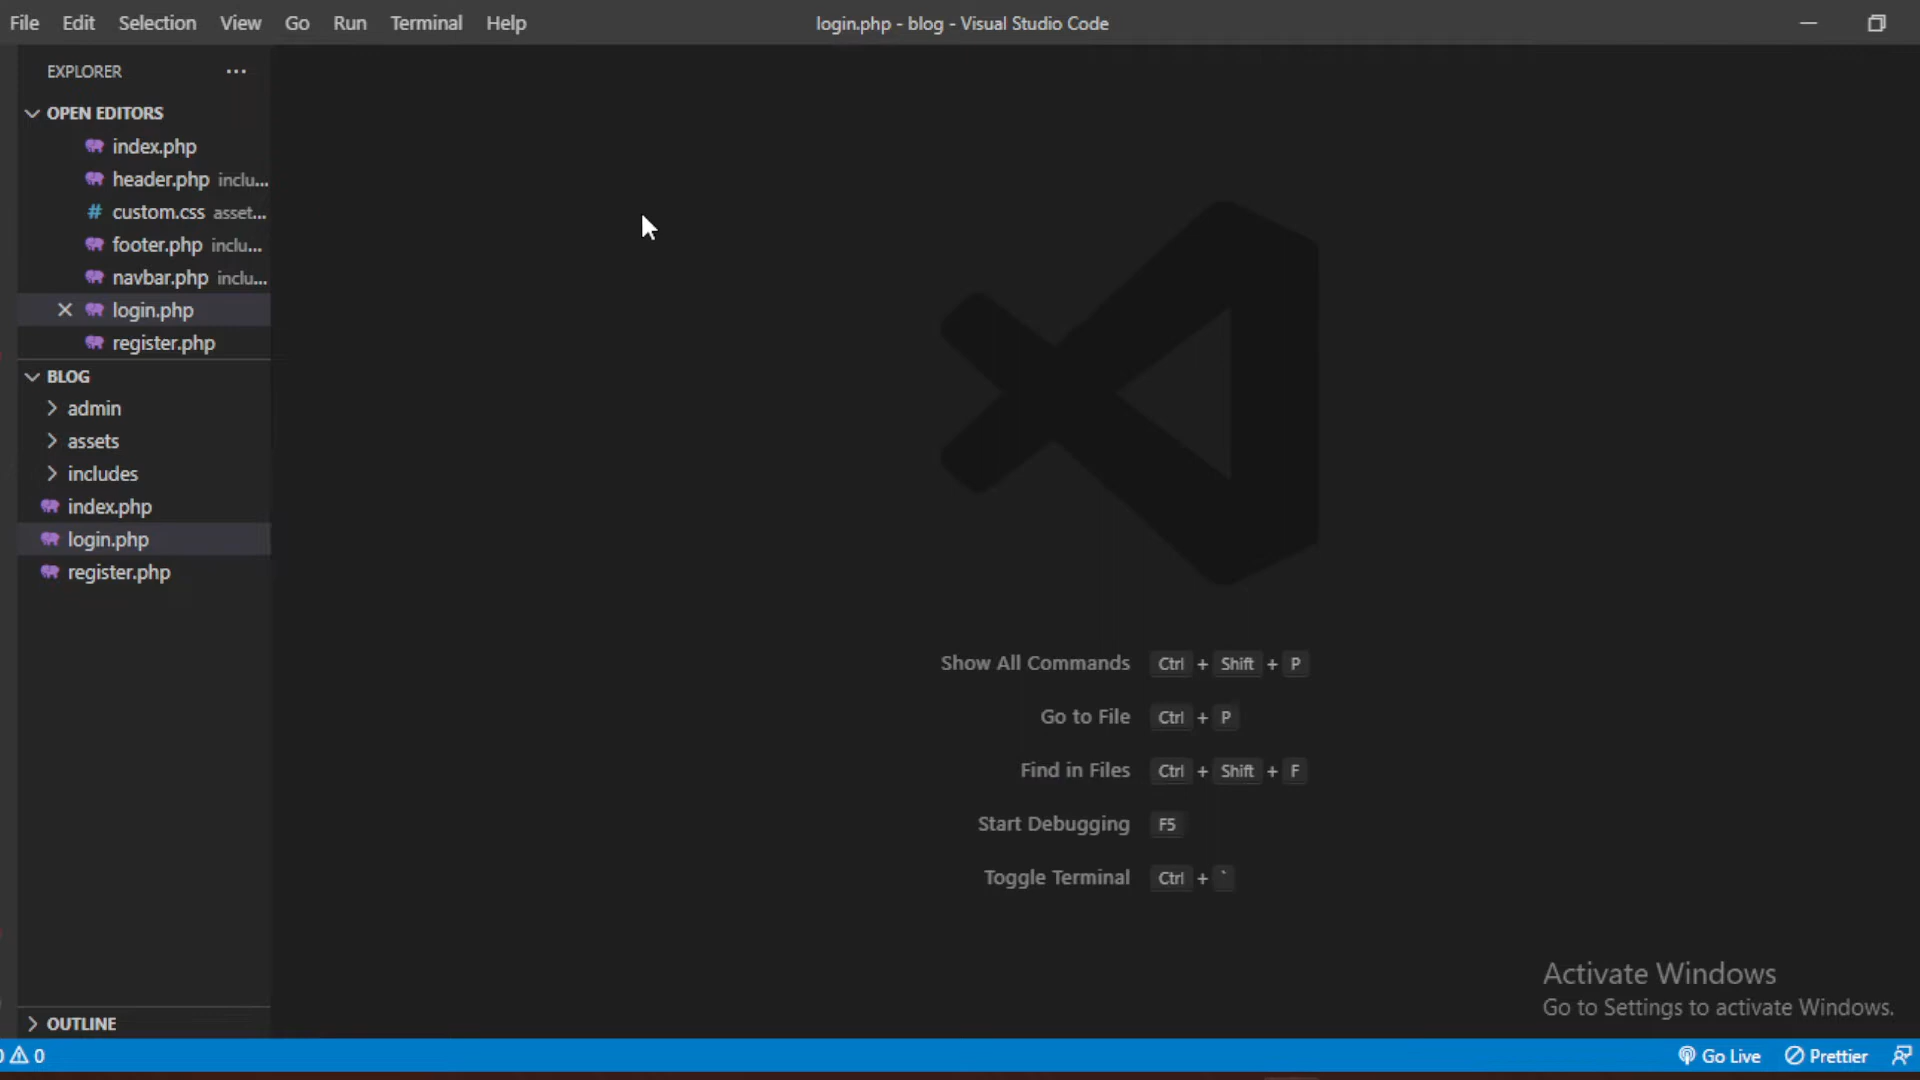 File Edit Selection View Go Run Terminal Help
login.php - blog - Visual Studio Code
EXPLORER
OPEN EDITORS
index.php
header.php inclu...
custom.css asset...
footer.php inclu...
navbar.php inclu...
login.php
register.php
BLOG
admin
assets
includes
index.php
login.php
register.php
OUTLINE
Show All Commands Ctrl + Shift + P
Go to File Ctrl + P
Find in Files Ctrl + Shift + F
Start Debugging F5
Toggle Terminal Ctrl + `
Activate Windows
Go to Settings to activate Windows.
0 Go Live Prettier